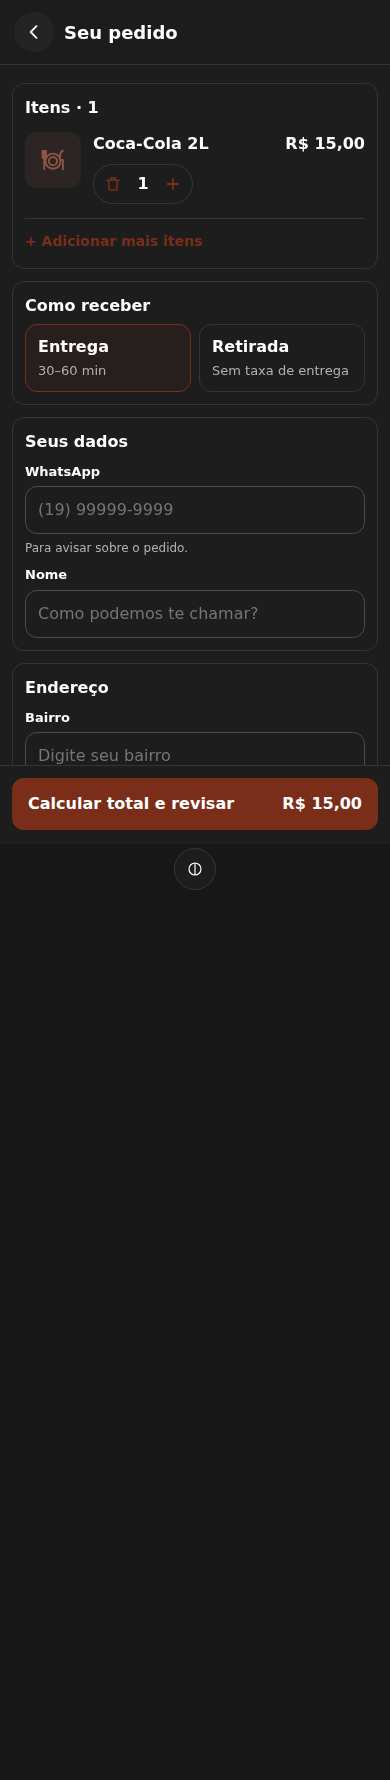 Seu pedido
Itens · 1
Coca-Cola 2L R$ 15,00
1
+ Adicionar mais itens
Como receber
Entrega Retirada
30–60 min Sem taxa de entrega
Seus dados
WhatsApp
(19) 99999-9999
Para avisar sobre o pedido.
Nome
Como podemos te chamar?
Endereço
Bairro
Digite seu bairro
Calcular total e revisar R$ 15,00